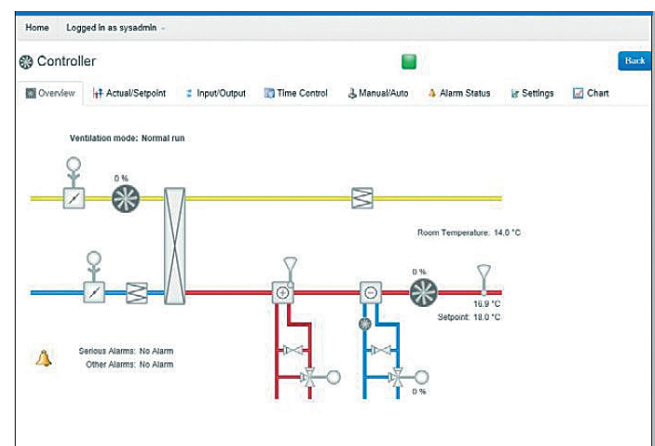 Home Logged in as sysadmin
Controller
Back
Overview Actual/Setpoint Input/Output Time Control Manual/Auto Alarm Status Settings Chart
Ventilation mode: Normal run
0 %
Room Temperature: 14.0 °C
0 %
16.9 °C
Setpoint: 18.0 °C
Serious Alarms: No Alarm
Other Alarms: No Alarm
0 %